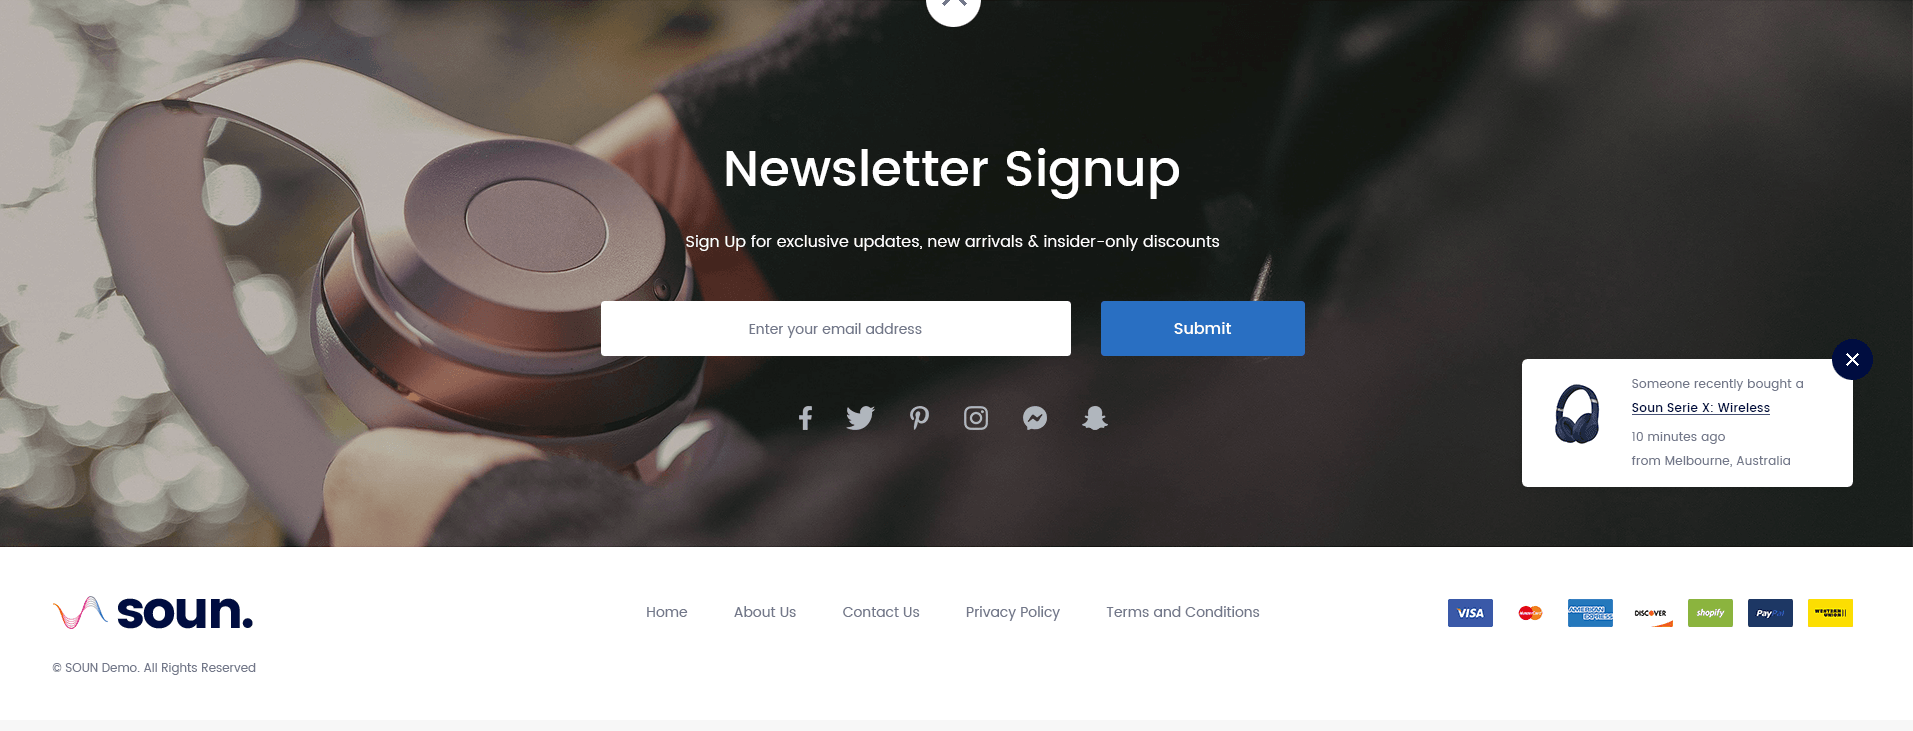 Newsletter Signup
Sign Up for exclusive updates, new arrivals & insider-only discounts
Enter your email address
Submit
Someone recently bought a
Soun Serie X: Wireless
10 minutes ago
from Melbourne, Australia
soun.
Home
About Us
Contact Us
Privacy Policy
Terms and Conditions
VISA
AMERICAN EXPRESS
DISCOVER
shopify
PayPal
WESTERN UNION
© SOUN Demo. All Rights Reserved